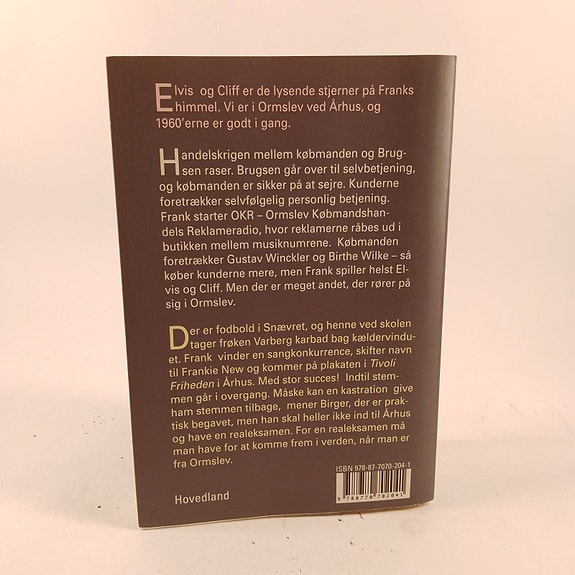 Elvis og Cliff er de lysende stjerner på Franks
himmel. Vi er i Ormslev ved Århus, og
1960'erne er godt i gang.
Handelskrigen mellem købmanden og Brug-
sen raser. Brugsen går over til selvbetjening,
og købmanden er sikker på at sejre. Kunderne
foretrækker selvfølgelig personlig betjening.
Frank starter OKR – Ormslev Købmandshan-
dels Reklameradio, hvor reklamerne råbes ud i
butikken mellem musiknumrene. Købmanden
foretrækker Gustav Winckler og Birthe Wilke – så
køber kunderne mere, men Frank spiller helst El-
vis og Cliff. Men der er meget andet, der rører på
sig i Ormslev.
Der er fodbold i Snævret, og henne ved skolen
tager frøken Varberg karbad bag kældervindu-
et. Frank vinder en sangkonkurrence, skifter navn
til Frankie New og kommer på plakaten i Tivoli
Friheden i Århus. Med stor succes! Indtil stem-
men går i overgang. Måske kan en kastration give
ham stemmen tilbage, mener Birger, der er prak-
tisk begavet, men han skal heller ikke ind til Århus
og have en realeksamen. For en realeksamen må
man have for at komme frem i verden, når man er
fra Ormslev.
ISBN 978-87-7070-204-1
9 788770 702041
Hovedland